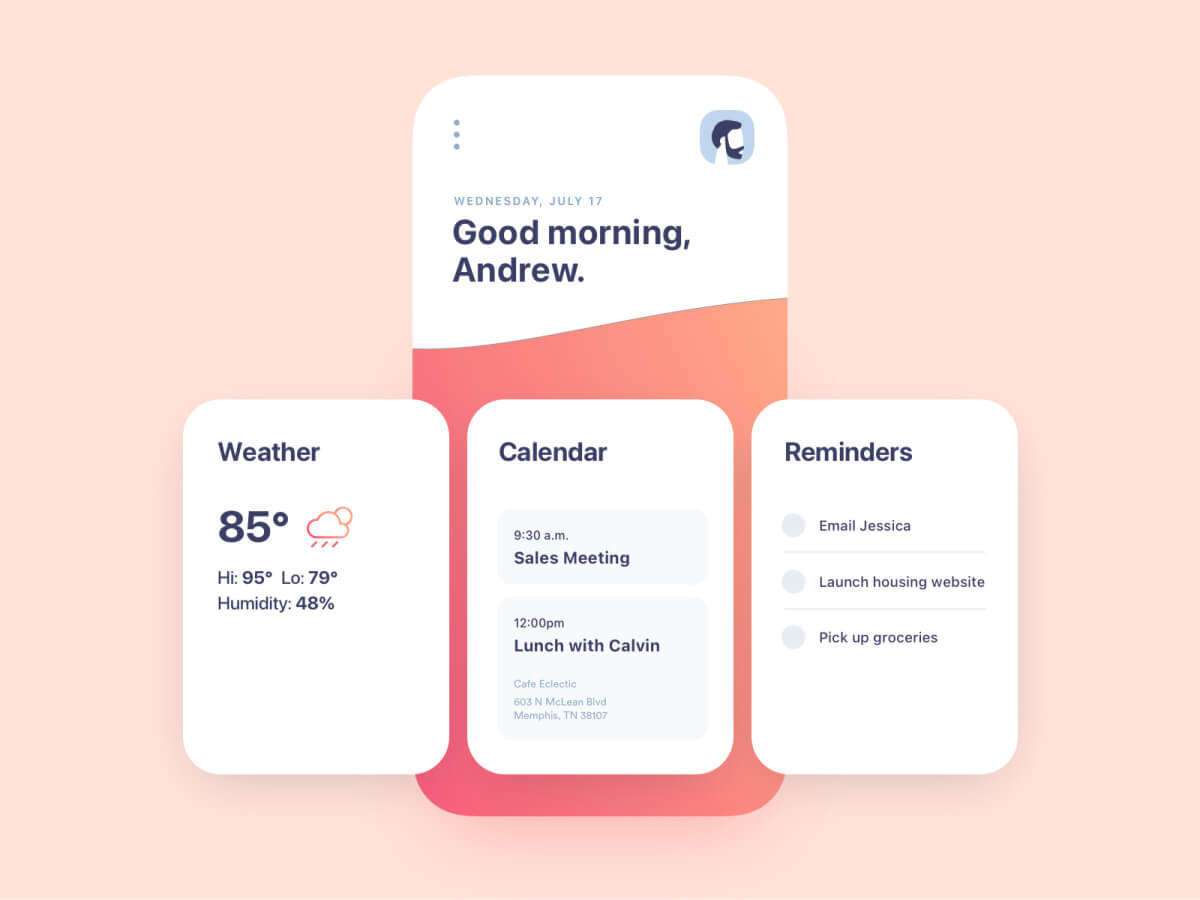 WEDNESDAY, JULY 17
Good morning,
Andrew.
Weather
85°
Hi: 95° Lo: 79°
Humidity: 48%
Calendar
9:30 a.m.
Sales Meeting
12:00pm
Lunch with Calvin
Cafe Eclectic
603 N McLean Blvd
Memphis, TN 38107
Reminders
Email Jessica
Launch housing website
Pick up groceries